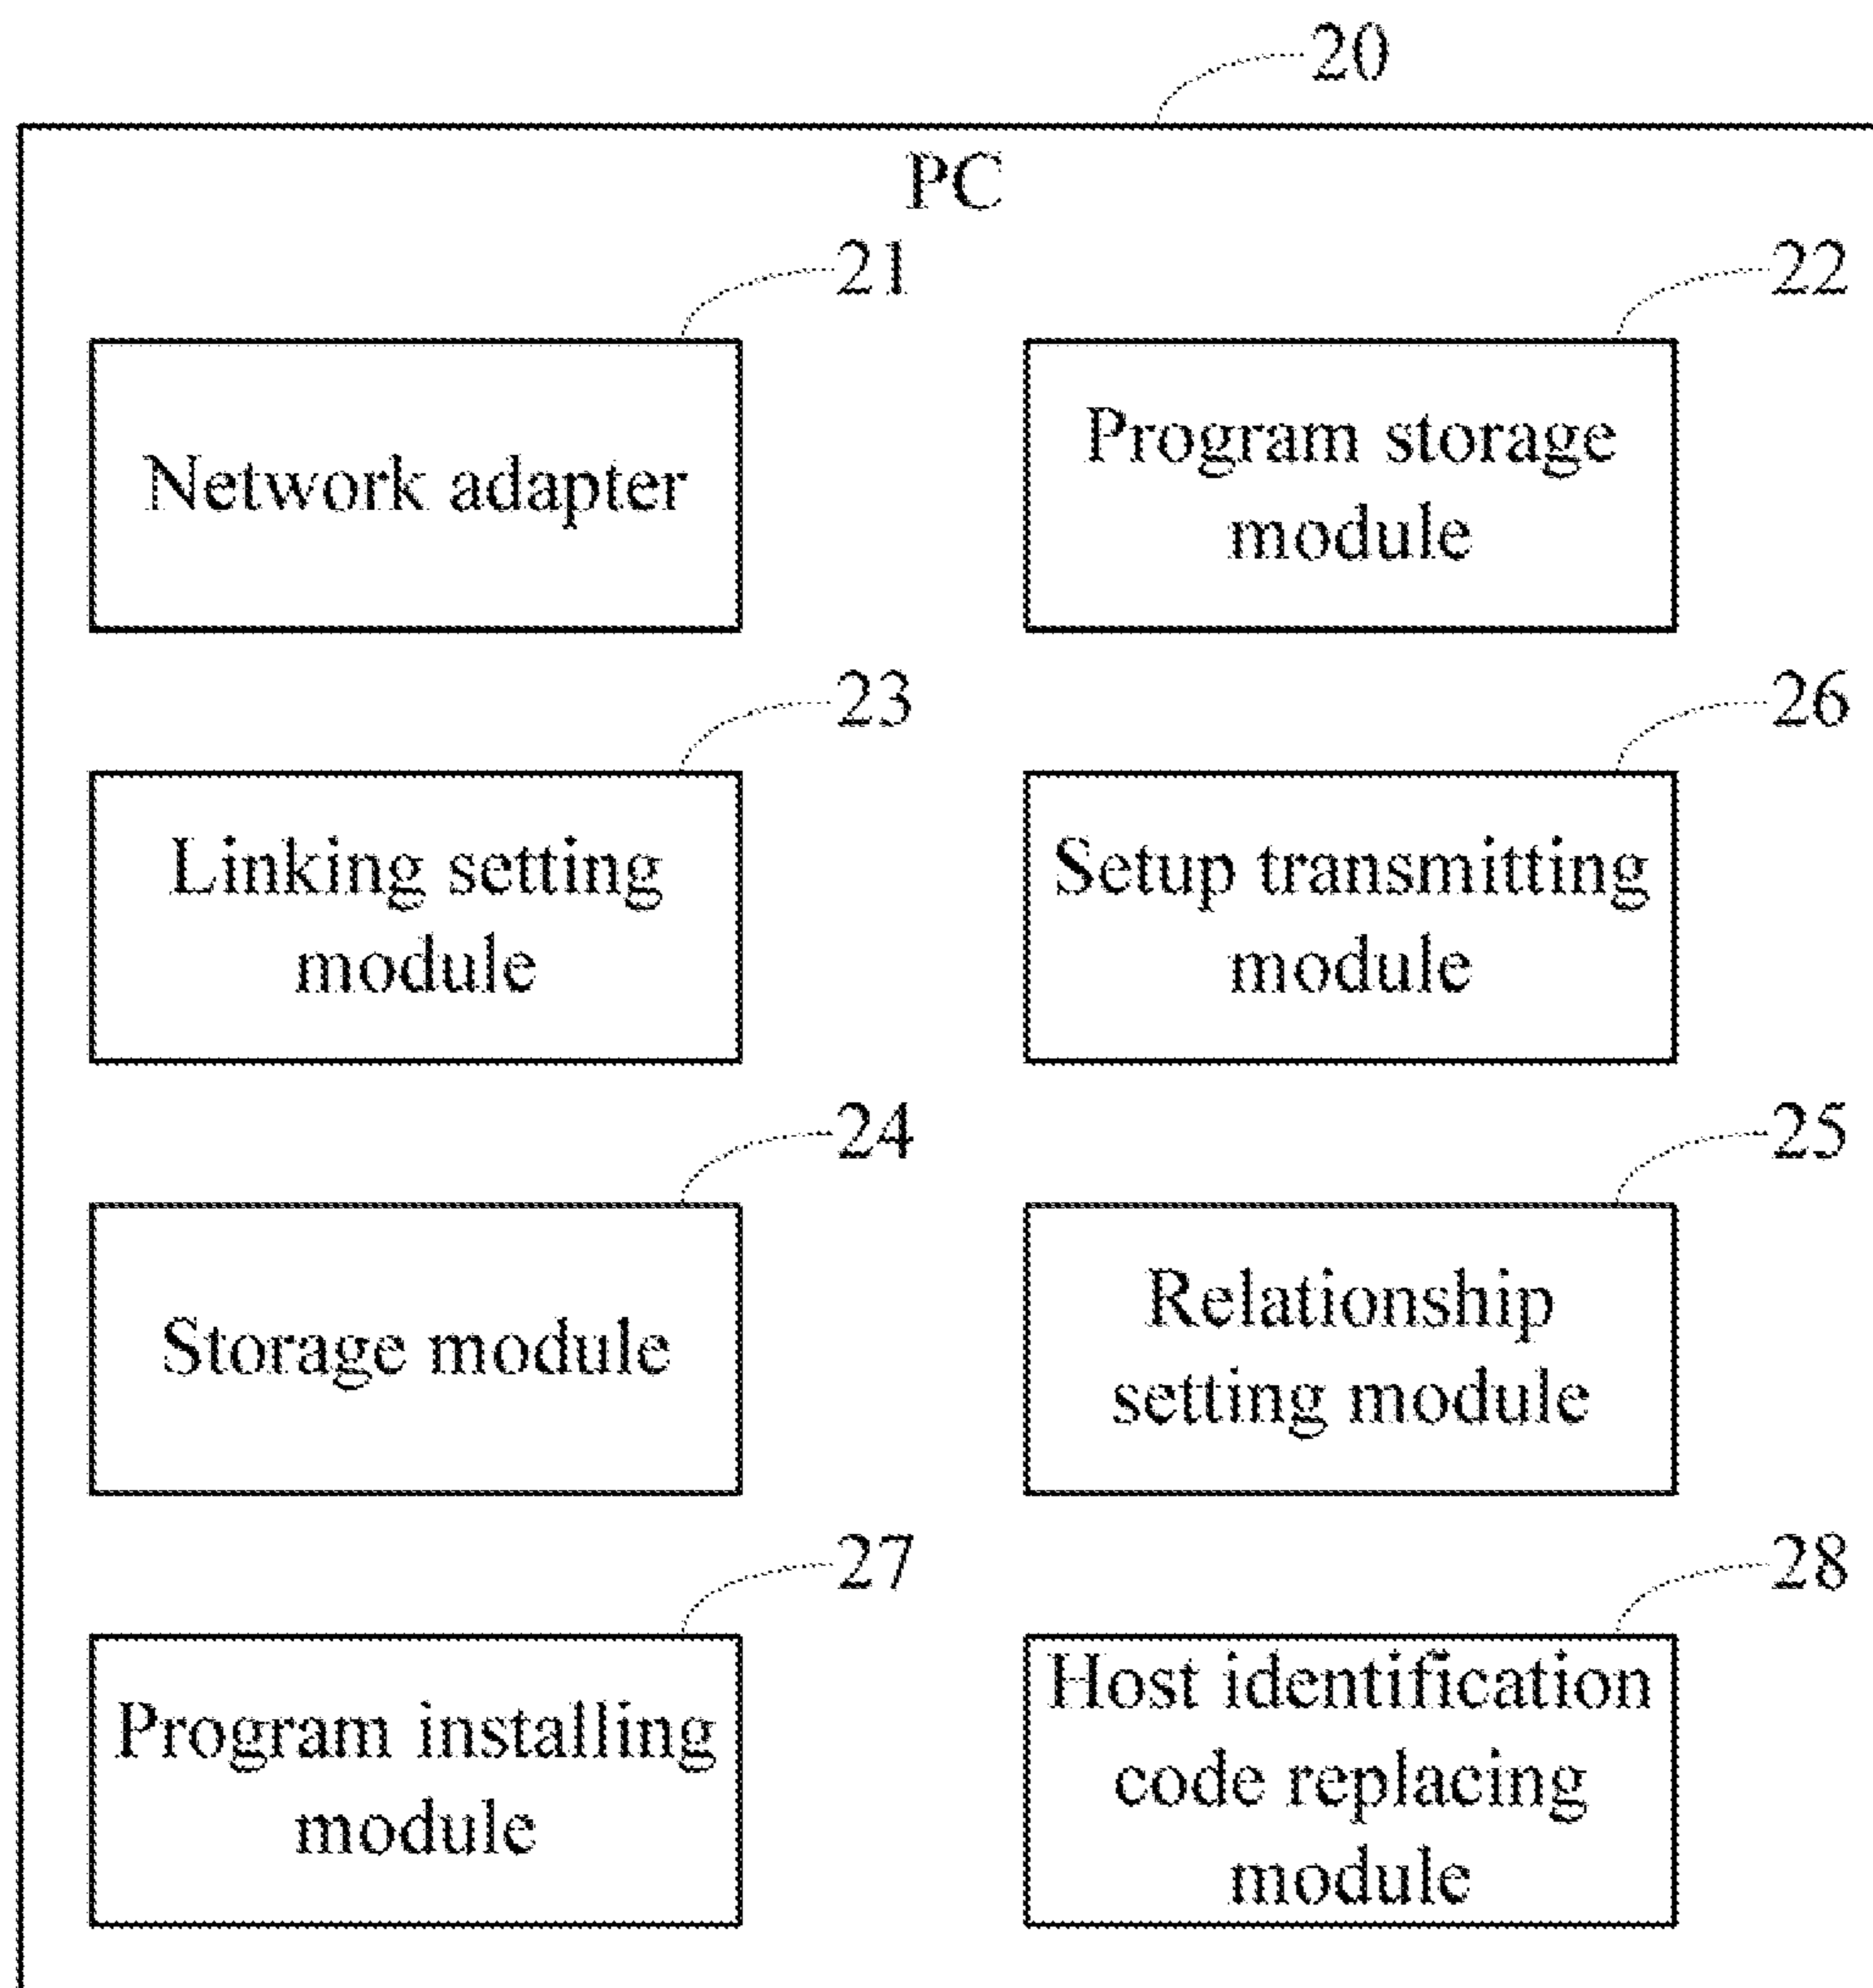 20
PC
21
22
Network adapter
Program storage
module
23
26
Linking setting
module
Setup transmitting
module
24
25
Storage module
Relationship
setting module
27
28
Program installing
module
Host identification
code replacing
module